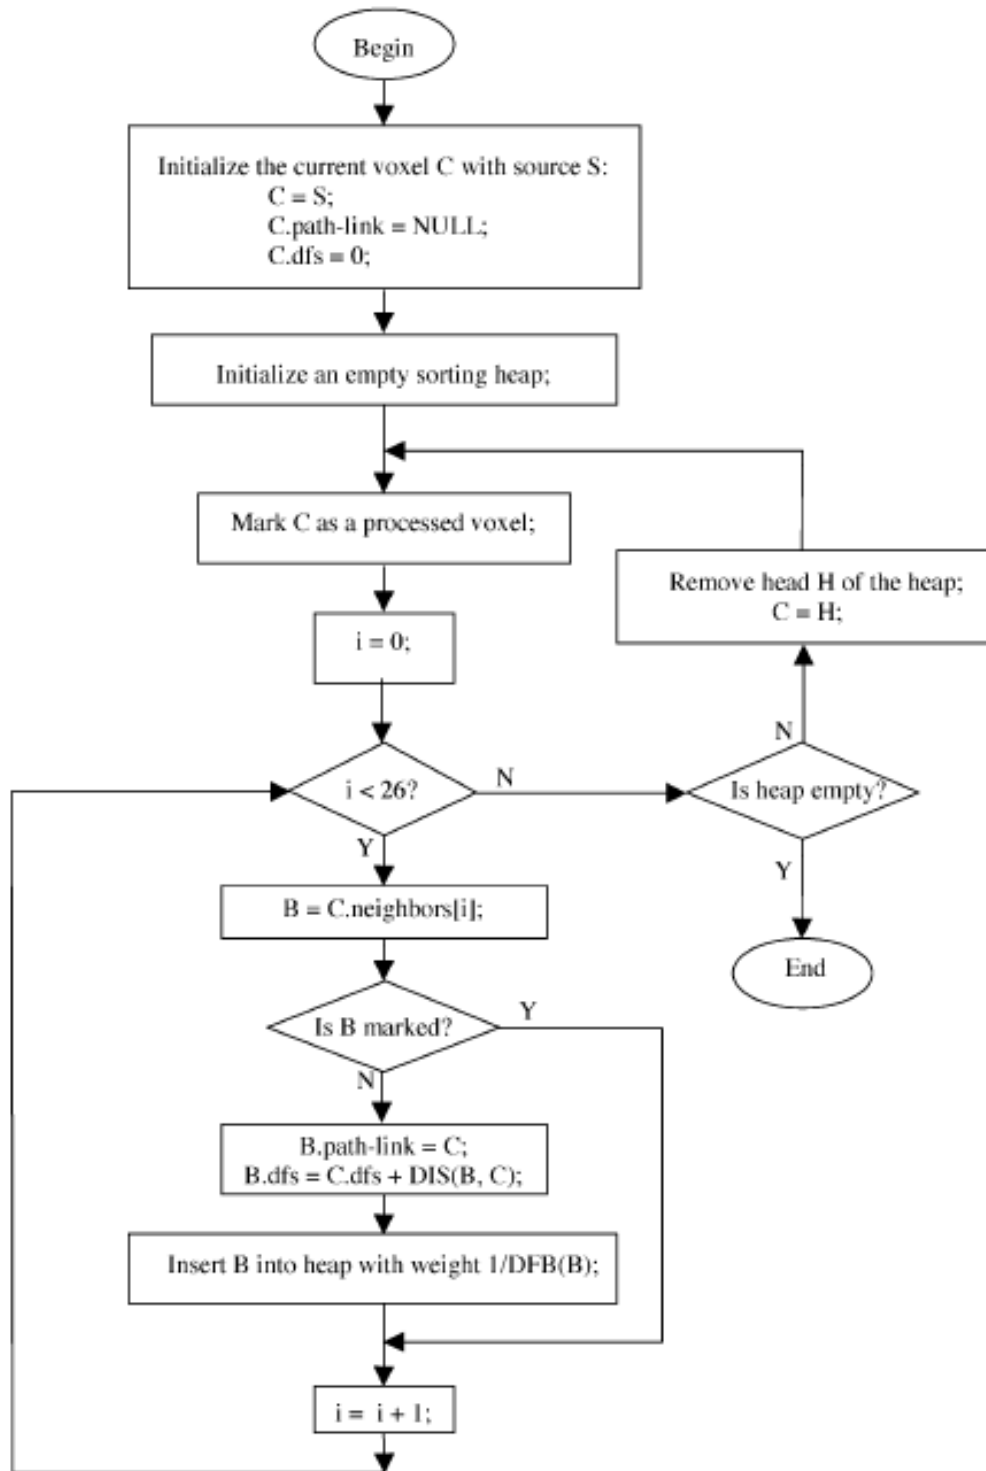 Begin
Initialize the current voxel C with source S:
C = S;
C.path-link = NULL;
C.dfs = 0;
Initialize an empty sorting heap;
Mark C as a processed voxel;
Remove head H of the heap;
C = H;
i = 0;
i < 26?
N
N
Is heap empty?
Y
Y
B = C.neighbors[i];
End
Is B marked?
Y
N
B.path-link = C;
B.dfs = C.dfs + DIS(B, C);
Insert B into heap with weight 1/DFB(B);
i = i + 1;